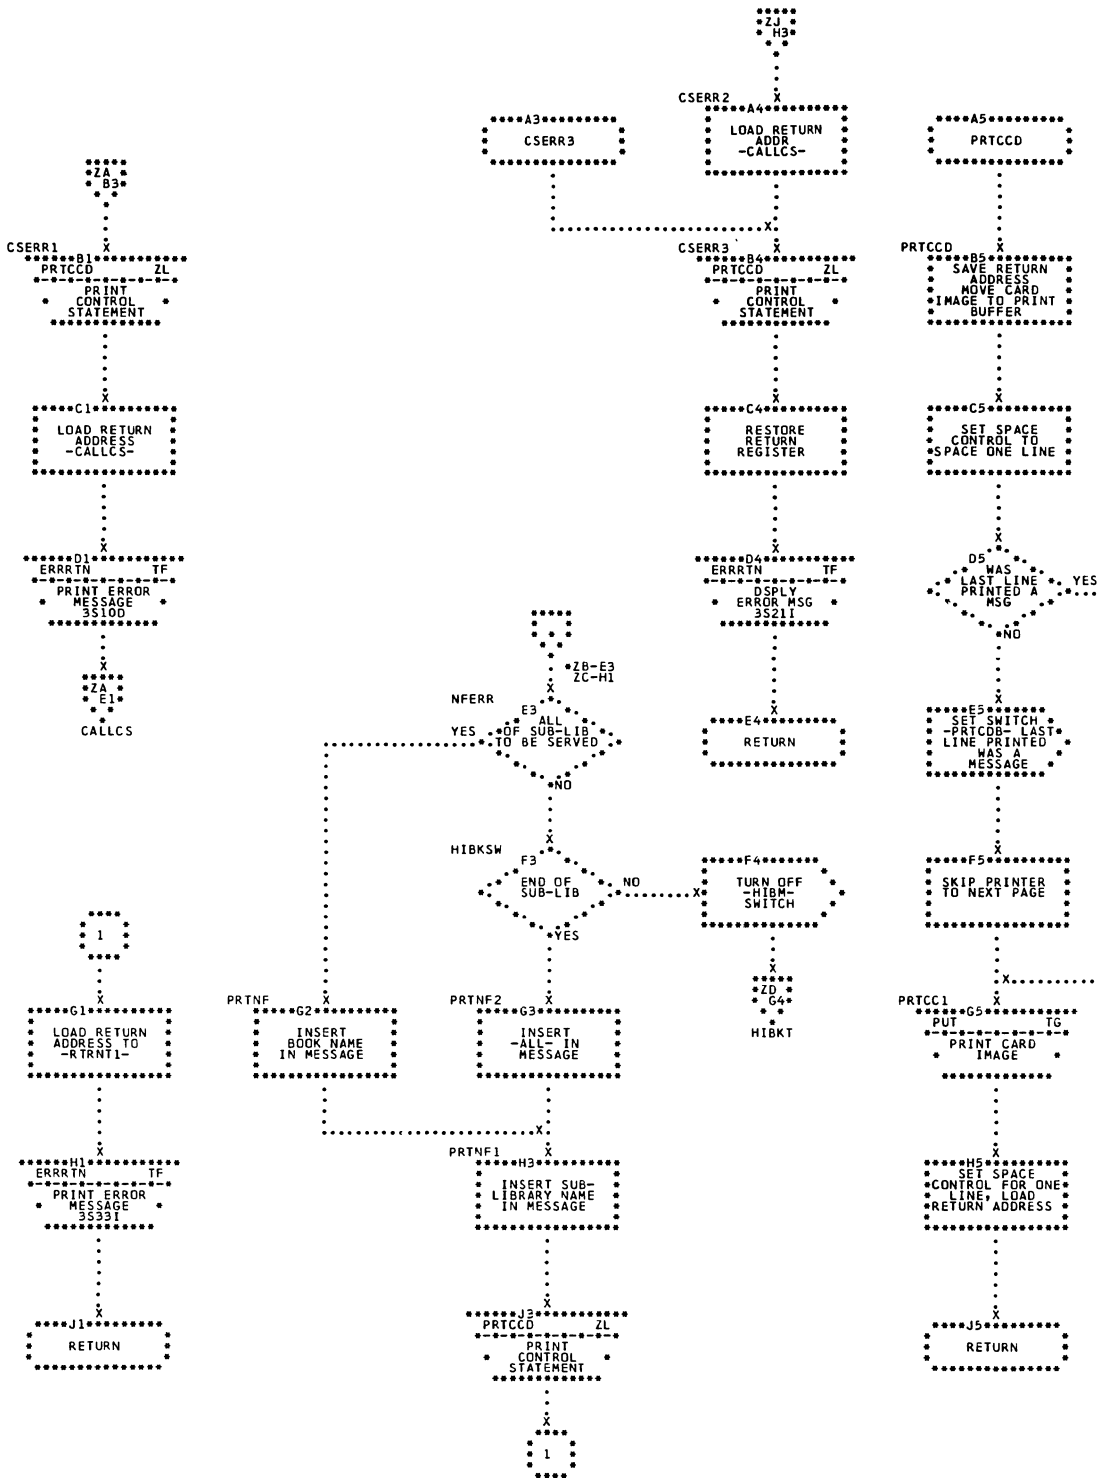 ZJ
H3
CSERR2
A4
LOAD RETURN
ADDR
-CALLCS-
A3
CSERR3
A5
PRTCCD
ZA
B3
CSERR1
B1
PRTCCD ZL
PRINT
CONTROL
STATEMENT
CSERR3
B4
PRTCCD ZL
PRINT
CONTROL
STATEMENT
PRTCCD
B5
SAVE RETURN
ADDRESS
MOVE CARD
IMAGE TO PRINT
BUFFER
C1
LOAD RETURN
ADDRESS
-CALLCS-
C4
RESTORE
RETURN
REGISTER
C5
SET SPACE
CONTROL TO
SPACE ONE LINE
D1
ERRRTN TF
PRINT ERROR
MESSAGE
3S10D
D4
ERRRTN TF
DSPLY
ERROR MSG
3S21I
D5
WAS
LAST LINE
PRINTED A
MSG
YES
NO
ZA
E1
CALLCS
*ZB-E3
ZC-H1
NFERR
E3
ALL
OF SUB-LIB
TO BE SERVED
YES
NO
E4
RETURN
E5
SET SWITCH
-PRTCDB- LAST
LINE PRINTED
WAS A
MESSAGE
HIBKSW
F3
END OF
SUB-LIB
NO
YES
F4
TURN OFF
-HIBM-
SWITCH
F5
SKIP PRINTER
TO NEXT PAGE
1
ZD
G4
HIBKT
G1
LOAD RETURN
ADDRESS TO
-RTRNT1-
PRTNF
G2
INSERT
BOOK NAME
IN MESSAGE
PRTNF2
G3
INSERT
-ALL- IN
MESSAGE
PRTCC1
G5
PUT TG
PRINT CARD
IMAGE
H1
ERRRTN TF
PRINT ERROR
MESSAGE
3S33I
PRTNF1
H3
INSERT SUB-
LIBRARY NAME
IN MESSAGE
H5
SET SPACE
CONTROL FOR ONE
LINE, LOAD
RETURN ADDRESS
J1
RETURN
J3
PRTCCD ZL
PRINT
CONTROL
STATEMENT
J5
RETURN
1